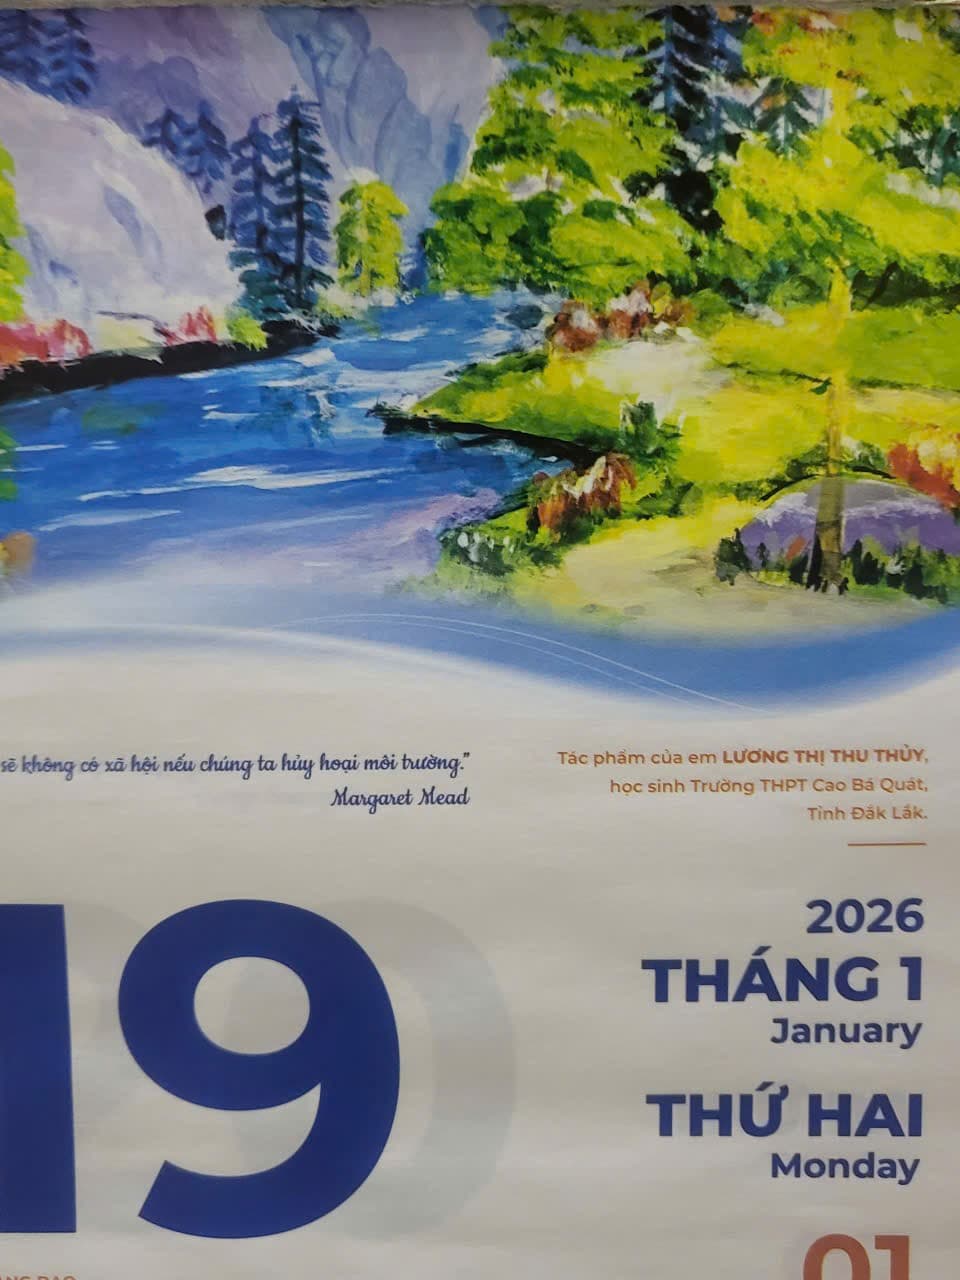 sẽ không có xã hội nếu chúng ta hủy hoại môi trường."
Margaret Mead
Tác phẩm của em LƯƠNG THỊ THU THỦY,
học sinh Trường THPT Cao Bá Quát,
Tỉnh Đắk Lắk.
19
2026
THÁNG 1
January
THỨ HAI
Monday
01